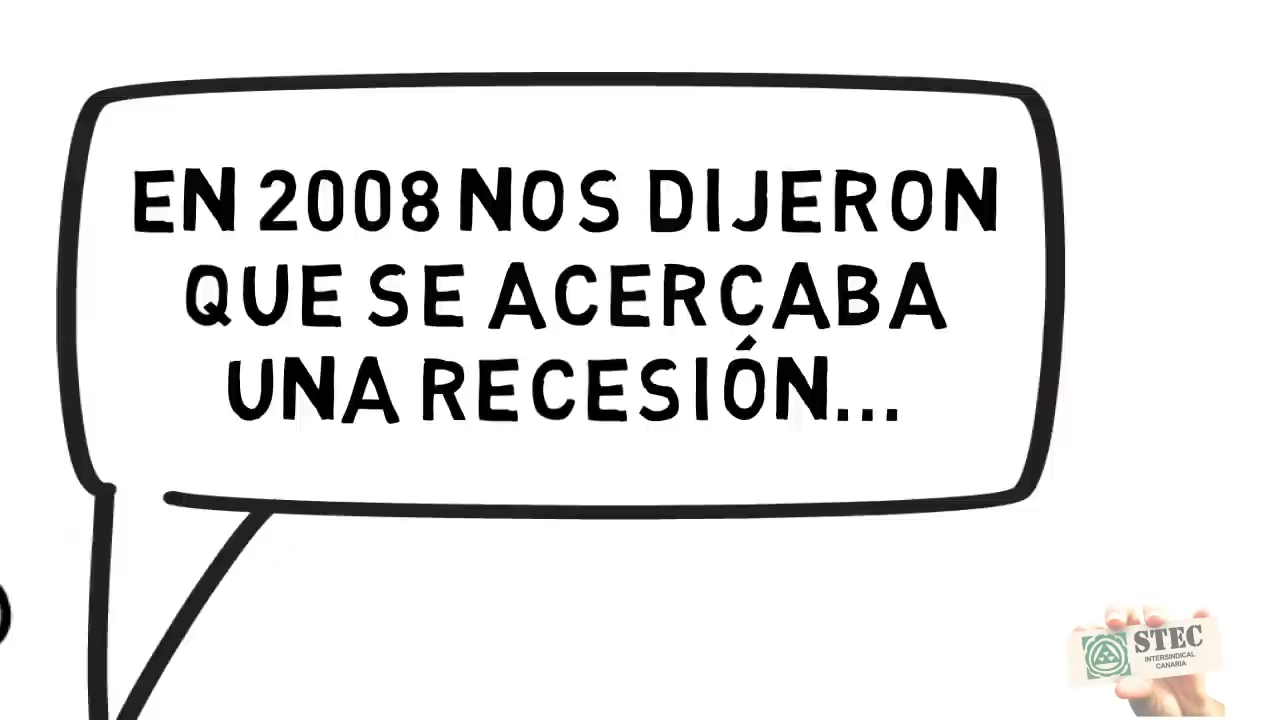 EN 2008 NOS DIJERON
QUE SE ACERCABA
UNA RECESIÓN...
STEC
INTERSINDICAL
CANARIA